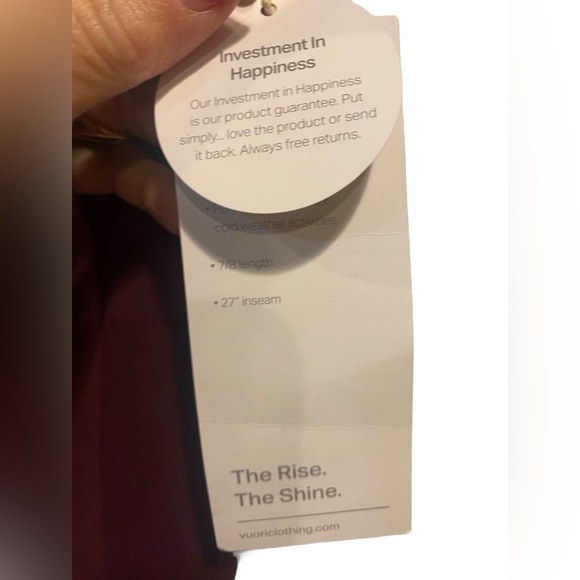 Investment In
Happiness
Our Investment in Happiness
is our product guarantee. Put
simply... love the product or send
it back. Always free returns.
cold weather activities
• 7/8 length
• 27" inseam
The Rise.
The Shine.
vuoriclothing.com